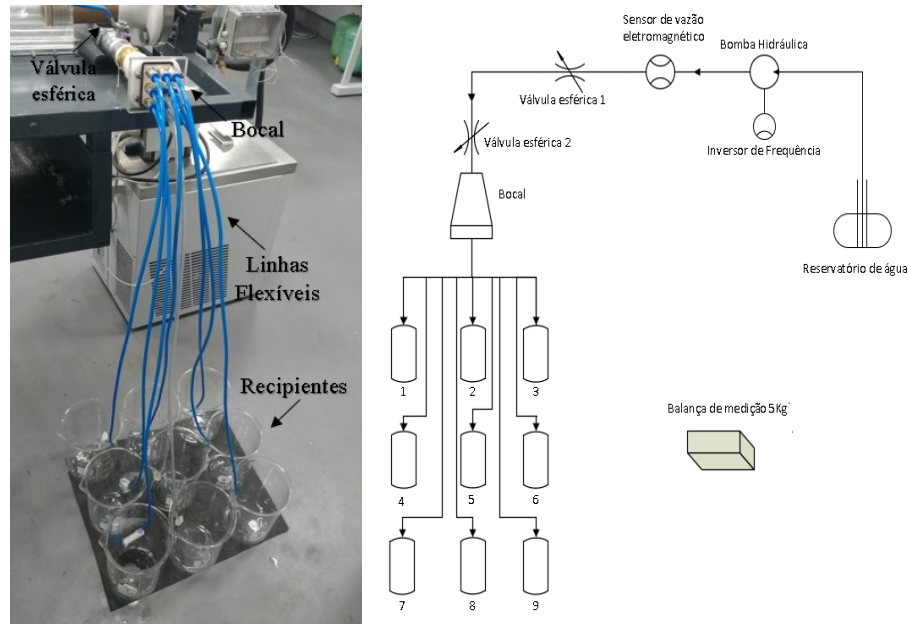 Válvula
esférica
Bocal
Linhas
Flexíveis
Recipientes
Sensor de vazão
eletromagnético
Bomba Hidráulica
Válvula esférica 1
Válvula esférica 2
Inversor de Frequência
Bocal
Reservatório de água
1 2 3
Balança de medição 5Kg
4 5 6
7 8 9